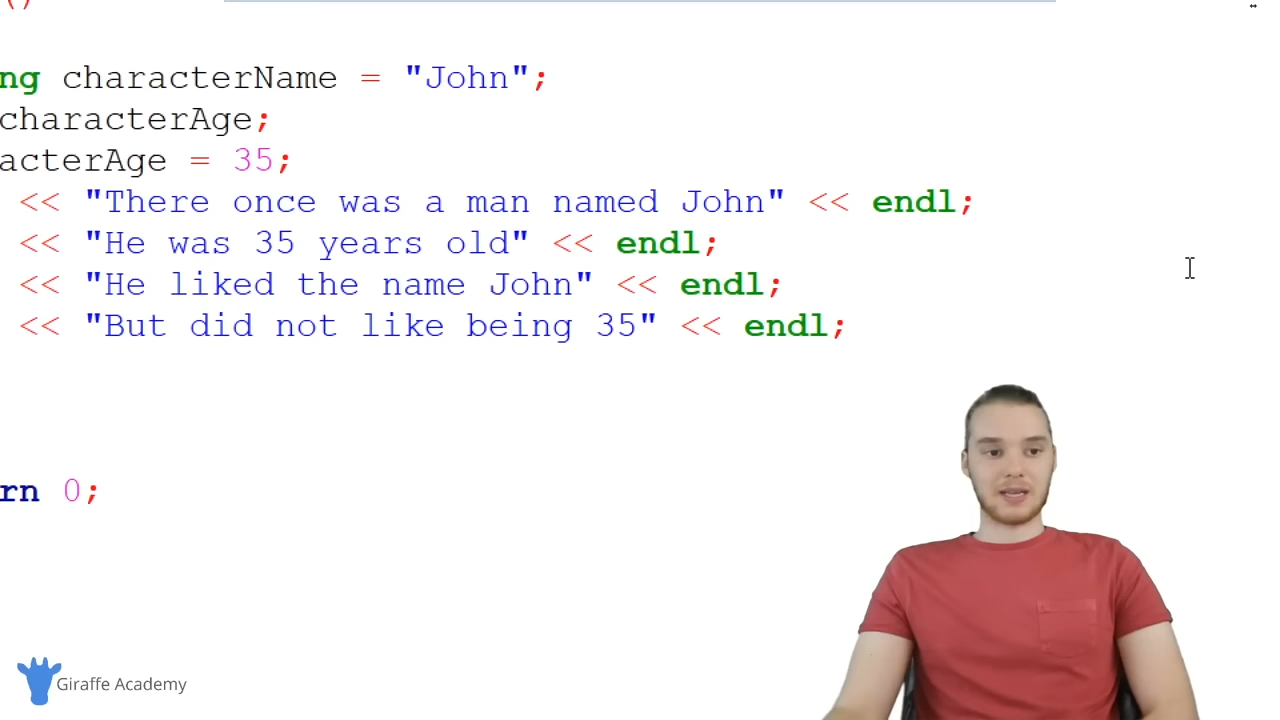 ()
ng characterName = "John";
characterAge;
acterAge = 35;
<< "There once was a man named John" << endl;
<< "He was 35 years old" << endl;
<< "He liked the name John" << endl;
<< "But did not like being 35" << endl;
rn 0;
Giraffe Academy